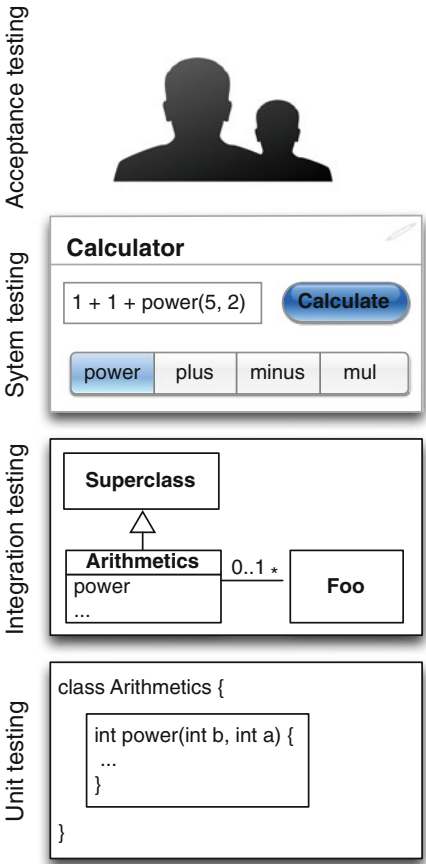 Acceptance testing
Sytem testing
Calculator
1 + 1 + power(5, 2)
Calculate
power plus minus mul
Integration testing
Superclass
Arithmetics
power
...
0..1 *
Foo
Unit testing
class Arithmetics {
int power(int b, int a) {
...
}
}